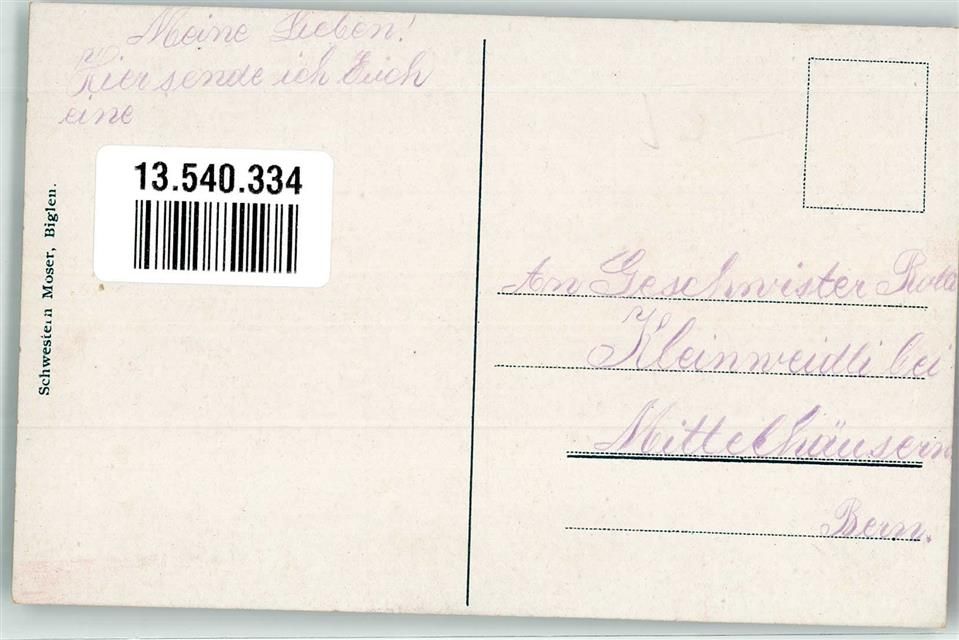 Meine Lieben!
Hier sende ich Euch
eine
13.540.334
Schwestern Moser, Biglen.
An Geschwister
Kleinweidli bei
Mittelhäusern
Bern.